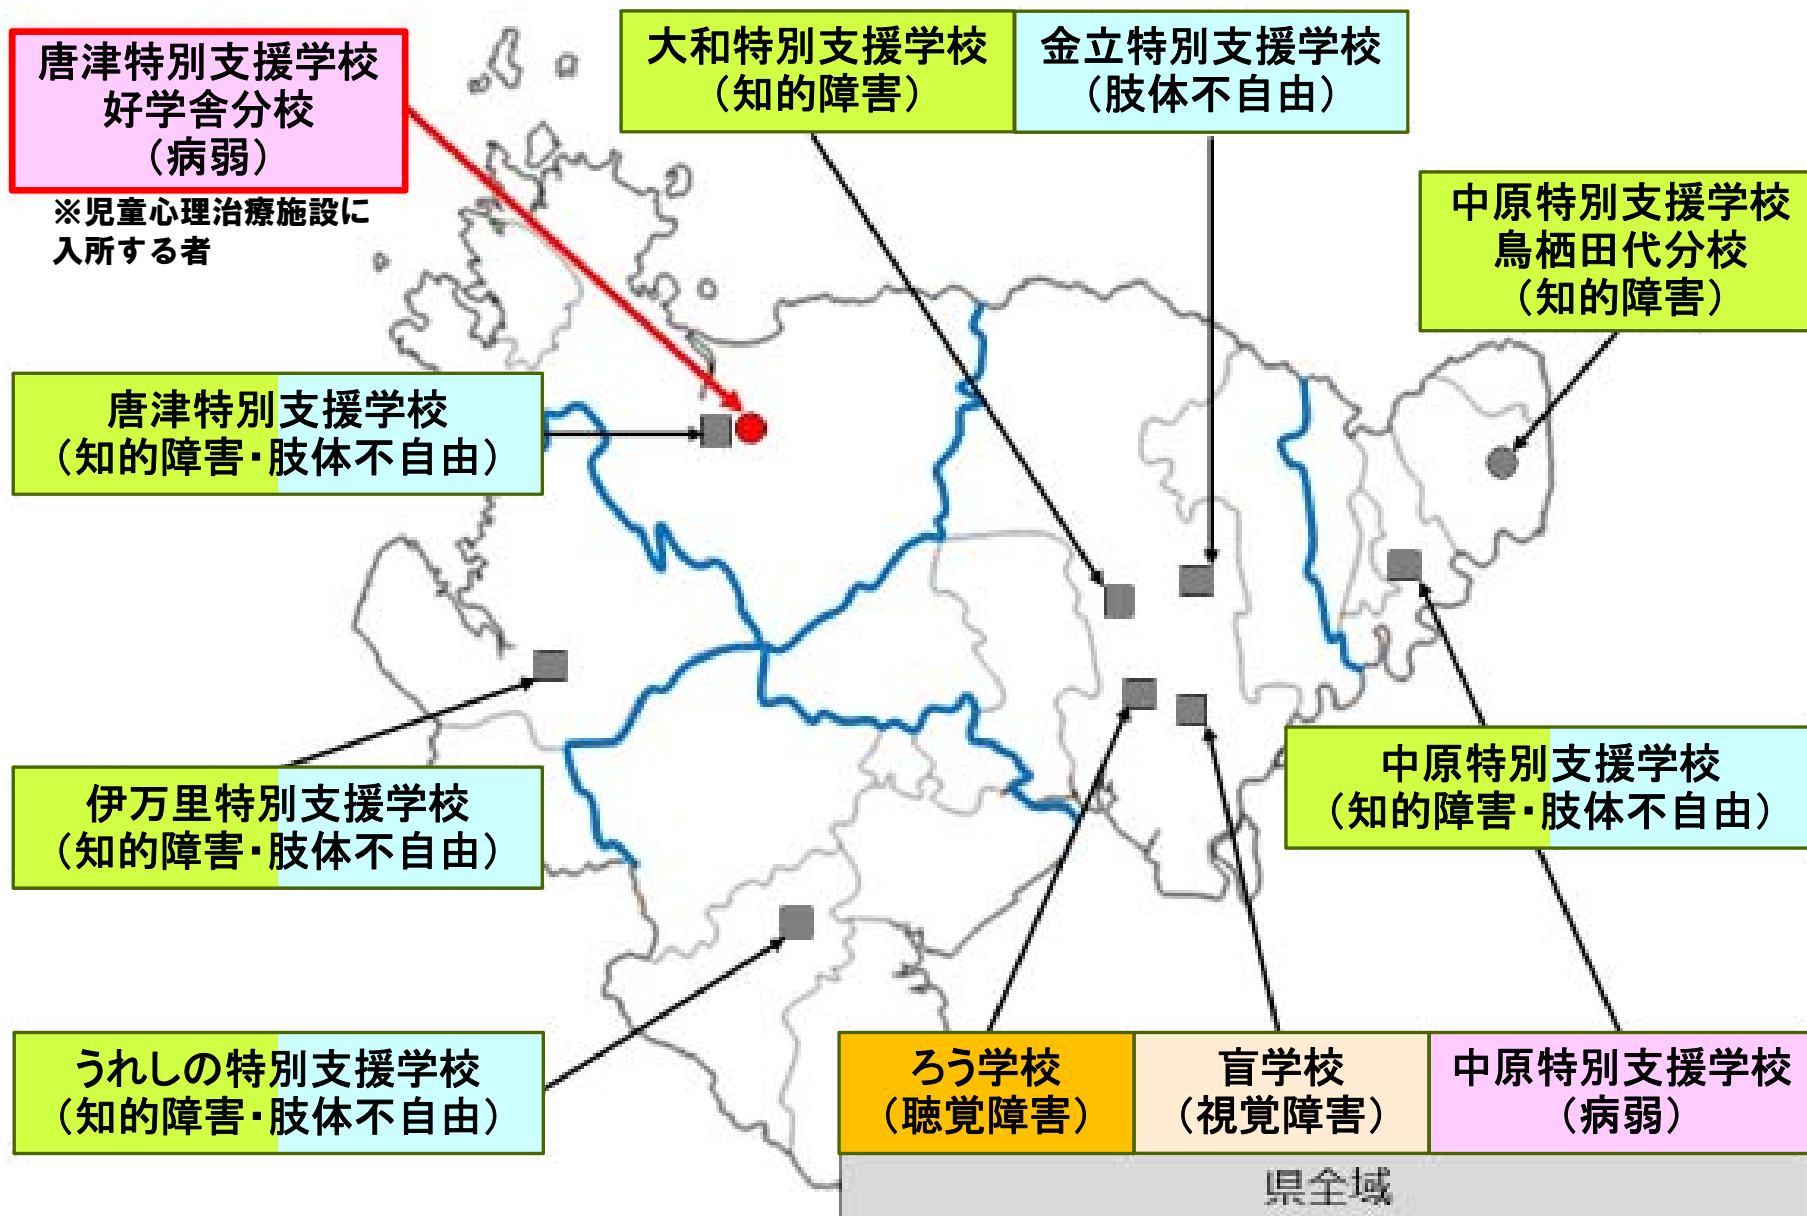 唐津特別支援学校
好学舎分校
（病弱）
※児童心理治療施設に
入所する者
大和特別支援学校
（知的障害）
金立特別支援学校
（肢体不自由）
中原特別支援学校
鳥栖田代分校
（知的障害）
唐津特別支援学校
（知的障害・肢体不自由）
伊万里特別支援学校
（知的障害・肢体不自由）
中原特別支援学校
（知的障害・肢体不自由）
うれしの特別支援学校
（知的障害・肢体不自由）
ろう学校
（聴覚障害）
盲学校
（視覚障害）
中原特別支援学校
（病弱）
県全域